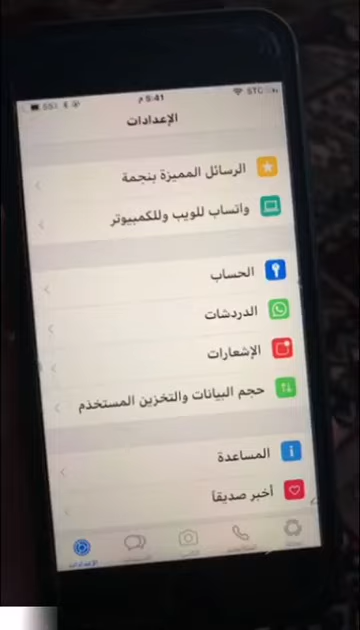 55٪ 5:41 م STC
الإعدادات
الرسائل المميزة بنجمة
واتساب للويب وللكمبيوتر
الحساب
الدردشات
الإشعارات
حجم البيانات والتخزين المستخدم
المساعدة
أخبر صديقاً
الإعدادات